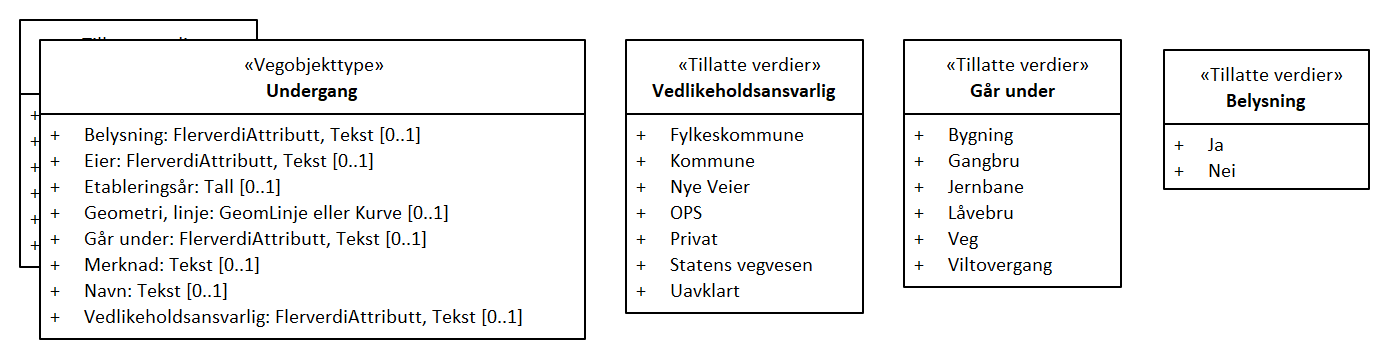 «Vegobjekttype»
Undergang
+ Belysning: FlerverdiAttributt, Tekst [0..1]
+ Eier: FlerverdiAttributt, Tekst [0..1]
+ Etableringsår: Tall [0..1]
+ Geometri, linje: GeomLinje eller Kurve [0..1]
+ Går under: FlerverdiAttributt, Tekst [0..1]
+ Merknad: Tekst [0..1]
+ Navn: Tekst [0..1]
+ Vedlikeholdsansvarlig: FlerverdiAttributt, Tekst [0..1]
«Tillatte verdier»
Vedlikeholdsansvarlig
+ Fylkeskommune
+ Kommune
+ Nye Veier
+ OPS
+ Privat
+ Statens vegvesen
+ Uavklart
«Tillatte verdier»
Går under
+ Bygning
+ Gangbru
+ Jernbane
+ Låvebru
+ Veg
+ Viltovergang
«Tillatte verdier»
Belysning
+ Ja
+ Nei